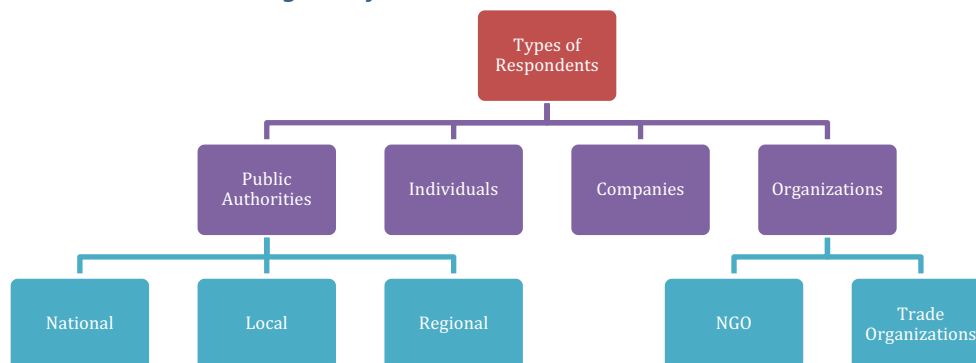 Types of
Respondents
Public
Authorities
Individuals
Companies
Organizations
National
Local
Regional
NGO
Trade
Organizations